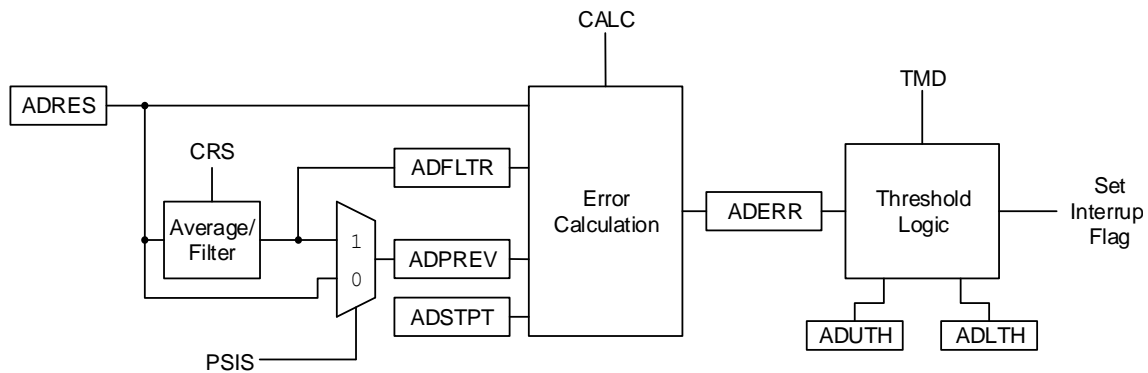 CALC
TMD
ADRES
CRS
ADFLTR
Average/
Filter
1
0
ADPREV
ADSTPT
PSIS
Error
Calculation
ADERR
Threshold
Logic
Set
Interrup
Flag
ADUTH
ADLTH